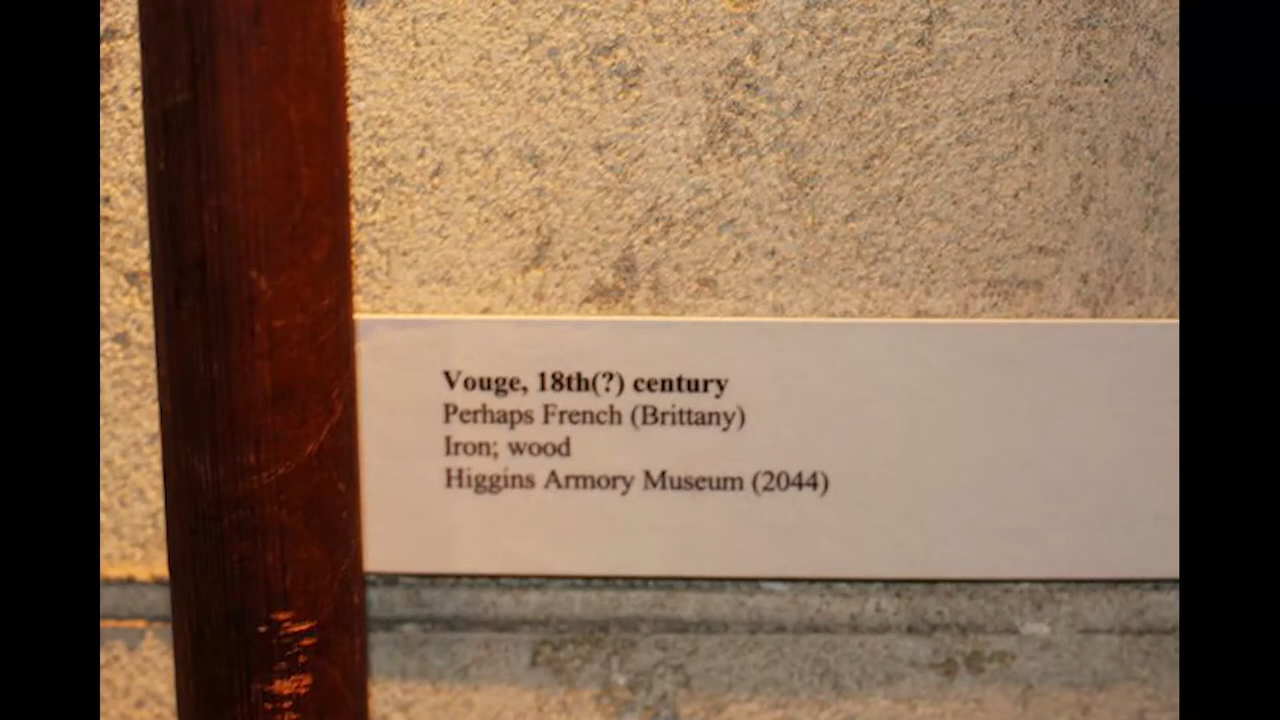 Vouge, 18th(?) century
Perhaps French (Brittany)
Iron; wood
Higgins Armory Museum (2044)